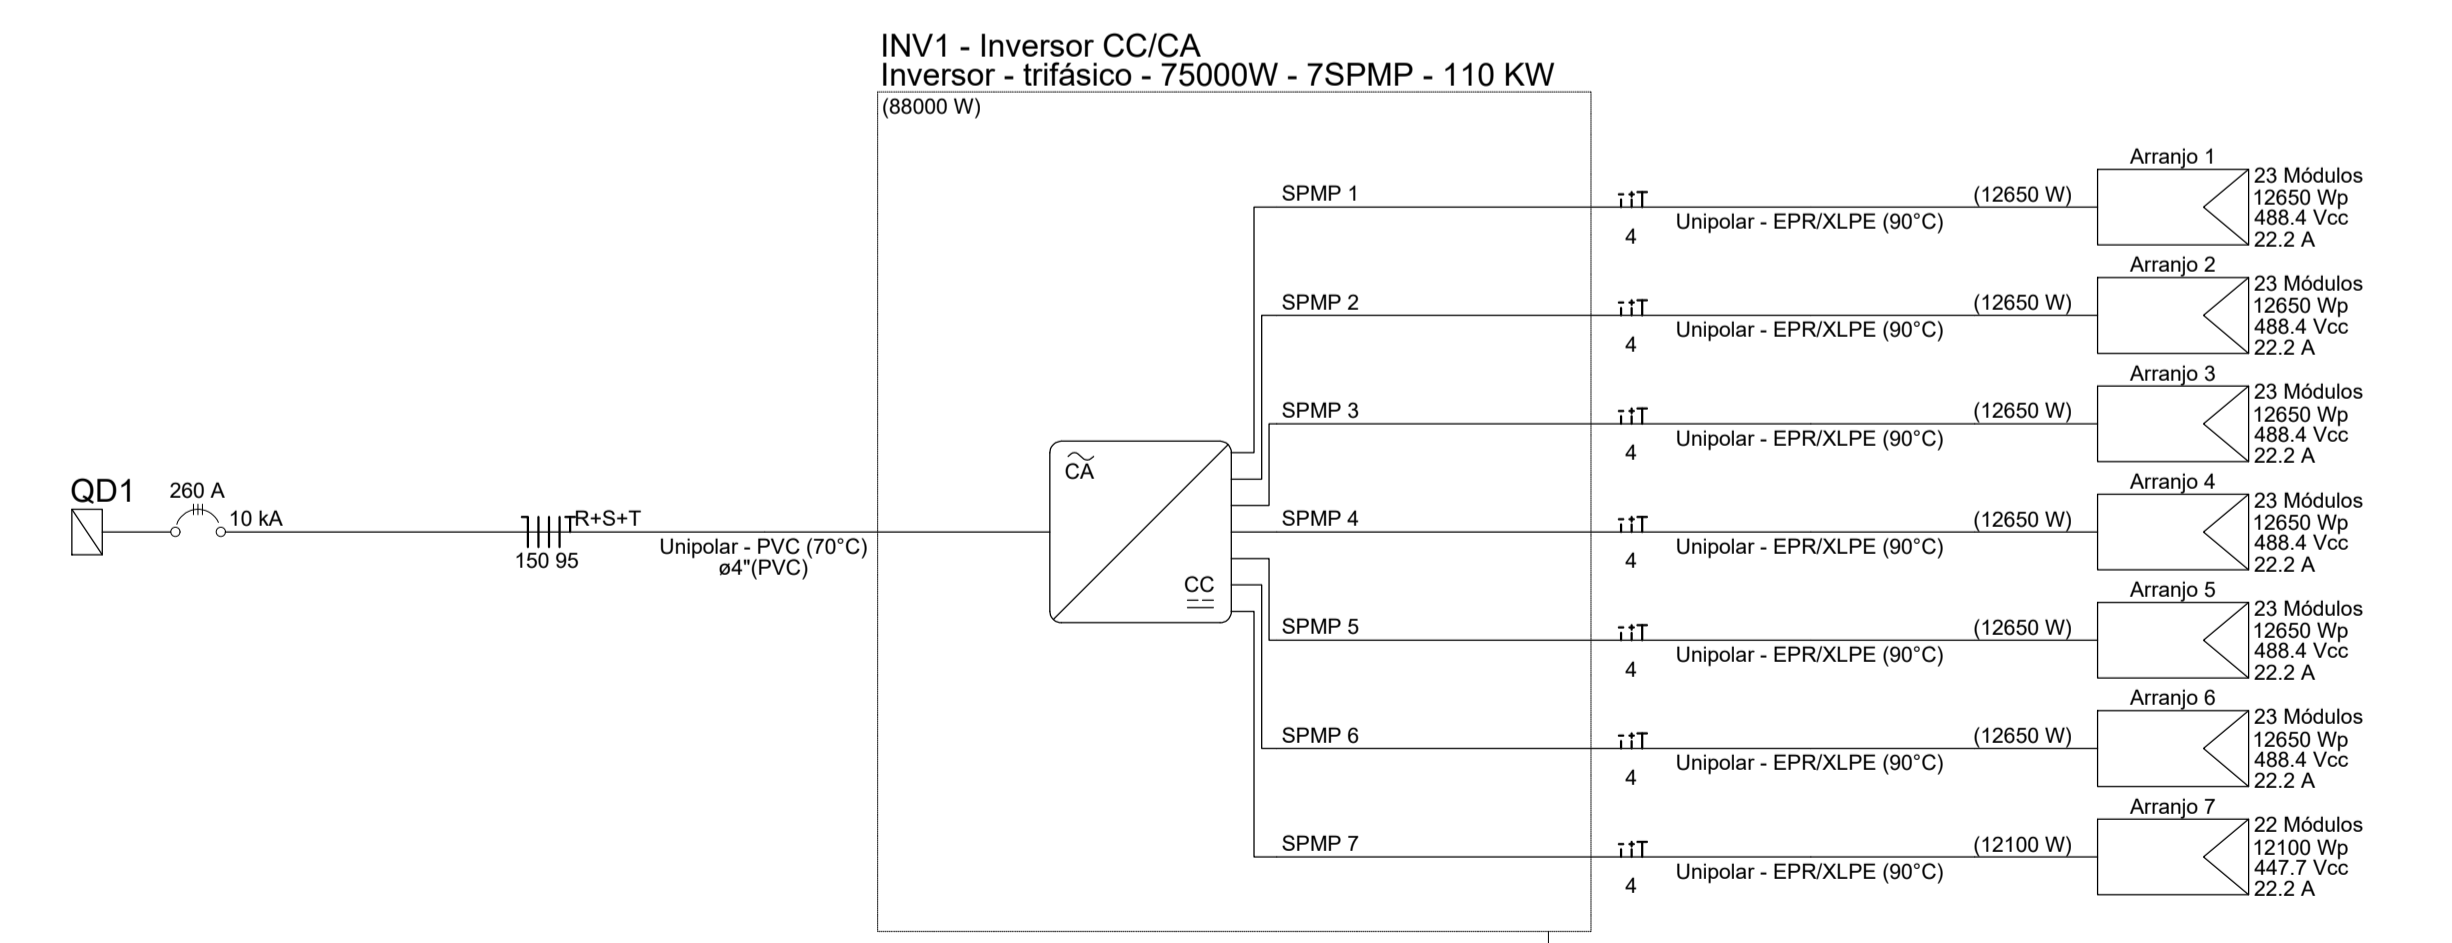 INV1 - Inversor CC/CA
Inversor - trifásico - 75000W - 7SPMP - 110 KW
(88000 W)
QD1
260 A
10 kA
R+S+T
150 95
Unipolar - PVC (70°C)
ø4"(PVC)
CA
CC
SPMP 1
4
Unipolar - EPR/XLPE (90°C)
(12650 W)
Arranjo 1
23 Módulos
12650 Wp
488.4 Vcc
22.2 A
SPMP 2
4
Unipolar - EPR/XLPE (90°C)
(12650 W)
Arranjo 2
23 Módulos
12650 Wp
488.4 Vcc
22.2 A
SPMP 3
4
Unipolar - EPR/XLPE (90°C)
(12650 W)
Arranjo 3
23 Módulos
12650 Wp
488.4 Vcc
22.2 A
SPMP 4
4
Unipolar - EPR/XLPE (90°C)
(12650 W)
Arranjo 4
23 Módulos
12650 Wp
488.4 Vcc
22.2 A
SPMP 5
4
Unipolar - EPR/XLPE (90°C)
(12650 W)
Arranjo 5
23 Módulos
12650 Wp
488.4 Vcc
22.2 A
SPMP 6
4
Unipolar - EPR/XLPE (90°C)
(12650 W)
Arranjo 6
23 Módulos
12650 Wp
488.4 Vcc
22.2 A
SPMP 7
4
Unipolar - EPR/XLPE (90°C)
(12100 W)
Arranjo 7
22 Módulos
12100 Wp
447.7 Vcc
22.2 A